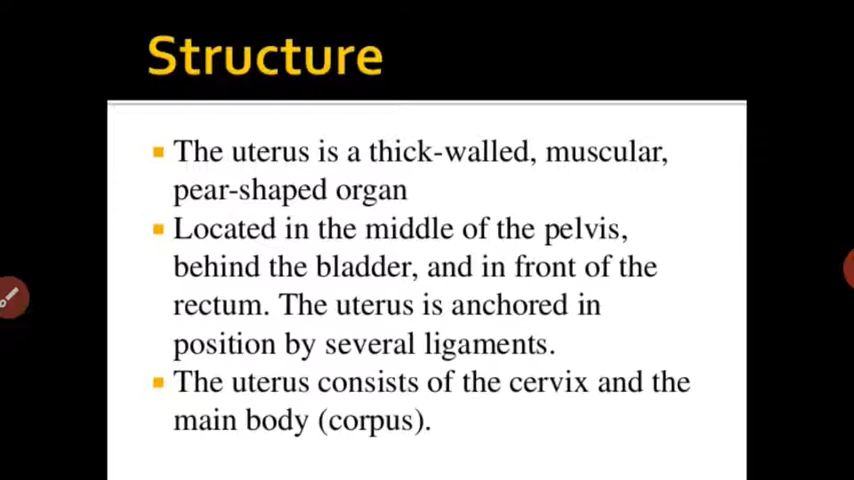 Structure
The uterus is a thick-walled, muscular,
pear-shaped organ
Located in the middle of the pelvis,
behind the bladder, and in front of the
rectum. The uterus is anchored in
position by several ligaments.
The uterus consists of the cervix and the
main body (corpus).